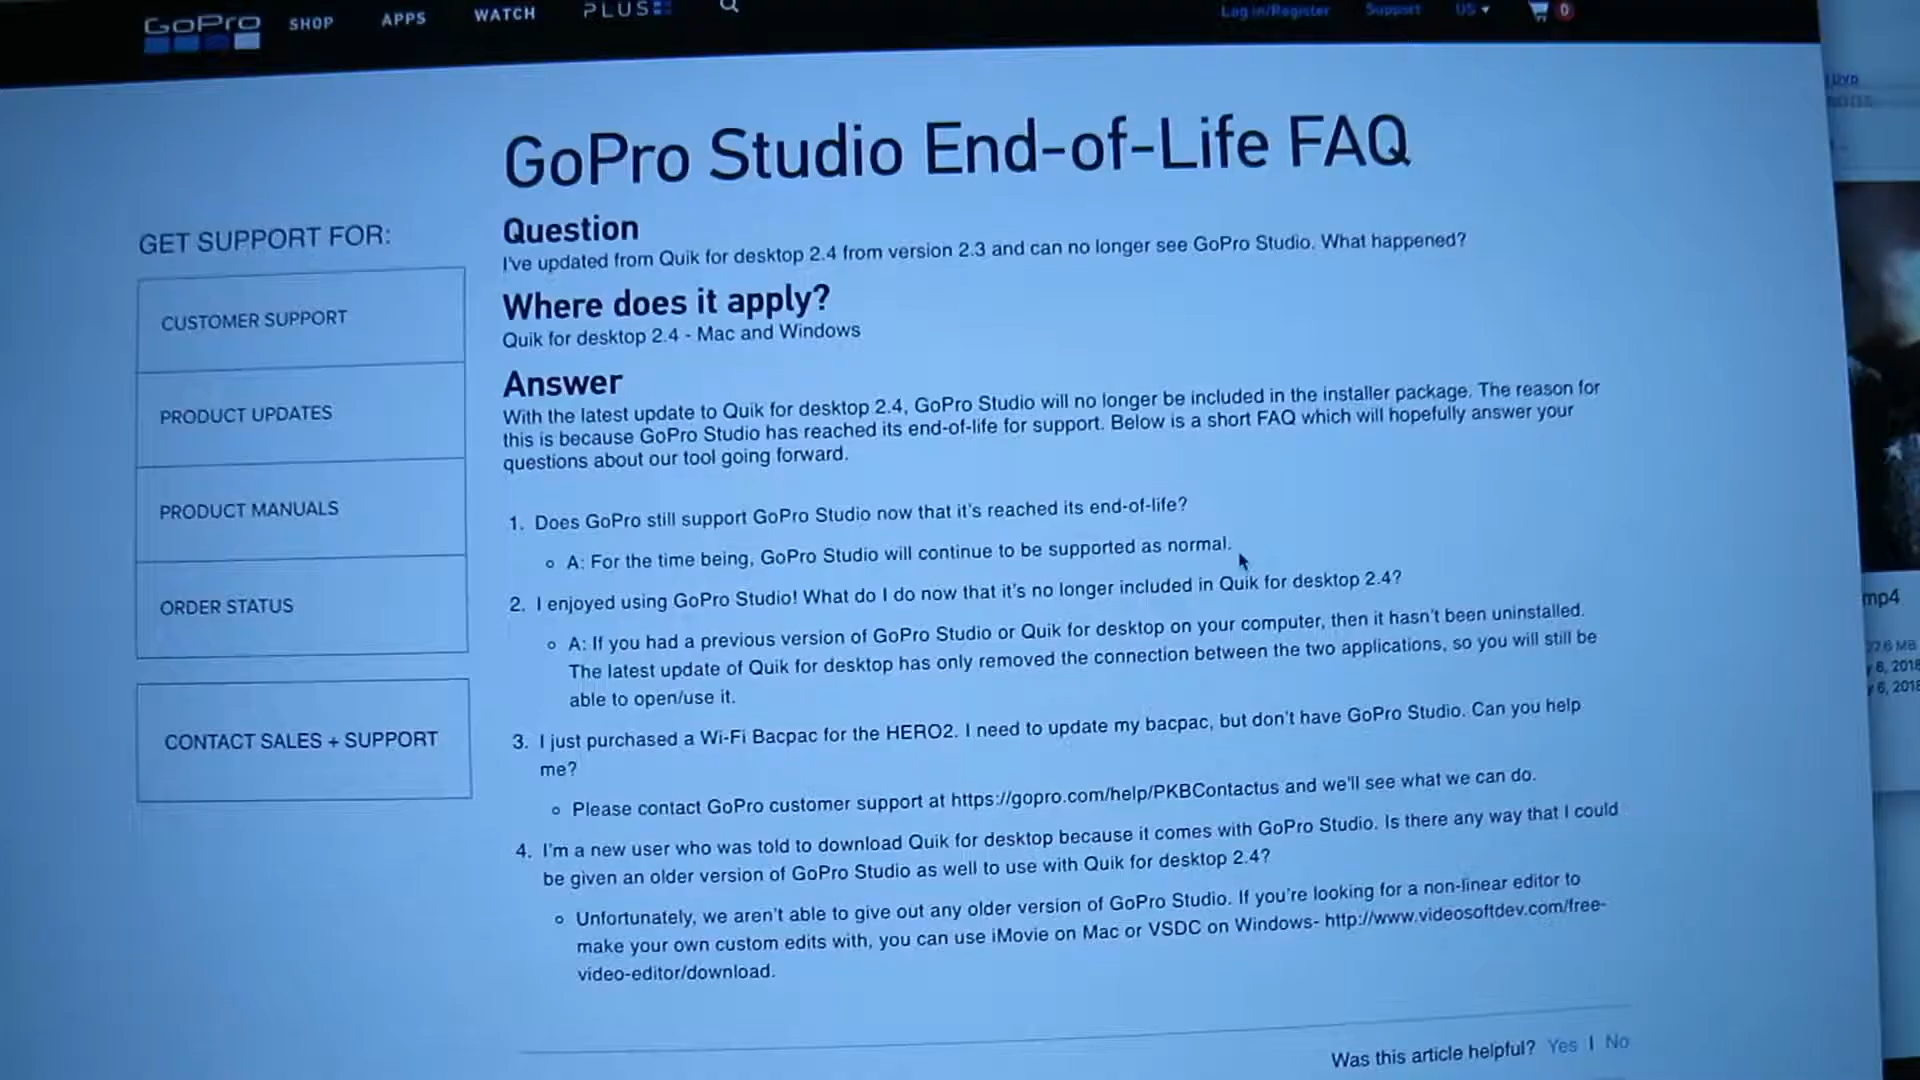 GoPro SHOP APPS WATCH PLUS Log in/Register Support US 0
GoPro Studio End-of-Life FAQ
GET SUPPORT FOR:
CUSTOMER SUPPORT
PRODUCT UPDATES
PRODUCT MANUALS
ORDER STATUS
CONTACT SALES + SUPPORT
Question
I've updated from Quik for desktop 2.4 from version 2.3 and can no longer see GoPro Studio. What happened?
Where does it apply?
Quik for desktop 2.4 - Mac and Windows
Answer
With the latest update to Quik for desktop 2.4, GoPro Studio will no longer be included in the installer package. The reason for
this is because GoPro Studio has reached its end-of-life for support. Below is a short FAQ which will hopefully answer your
questions about our tool going forward.
1. Does GoPro still support GoPro Studio now that it's reached its end-of-life?
A: For the time being, GoPro Studio will continue to be supported as normal.
2. I enjoyed using GoPro Studio! What do I do now that it's no longer included in Quik for desktop 2.4?
A: If you had a previous version of GoPro Studio or Quik for desktop on your computer, then it hasn't been uninstalled.
The latest update of Quik for desktop has only removed the connection between the two applications, so you will still be
able to open/use it.
3. I just purchased a Wi-Fi Bacpac for the HERO2. I need to update my bacpac, but don't have GoPro Studio. Can you help
me?
Please contact GoPro customer support at https://gopro.com/help/PKBContactus and we'll see what we can do.
4. I'm a new user who was told to download Quik for desktop because it comes with GoPro Studio. Is there any way that I could
be given an older version of GoPro Studio as well to use with Quik for desktop 2.4?
Unfortunately, we aren't able to give out any older version of GoPro Studio. If you're looking for a non-linear editor to
make your own custom edits with, you can use iMovie on Mac or VSDC on Windows- http://www.videosoftdev.com/free-
video-editor/download.
Was this article helpful? Yes | No
mp4
6, 2018
6, 2018